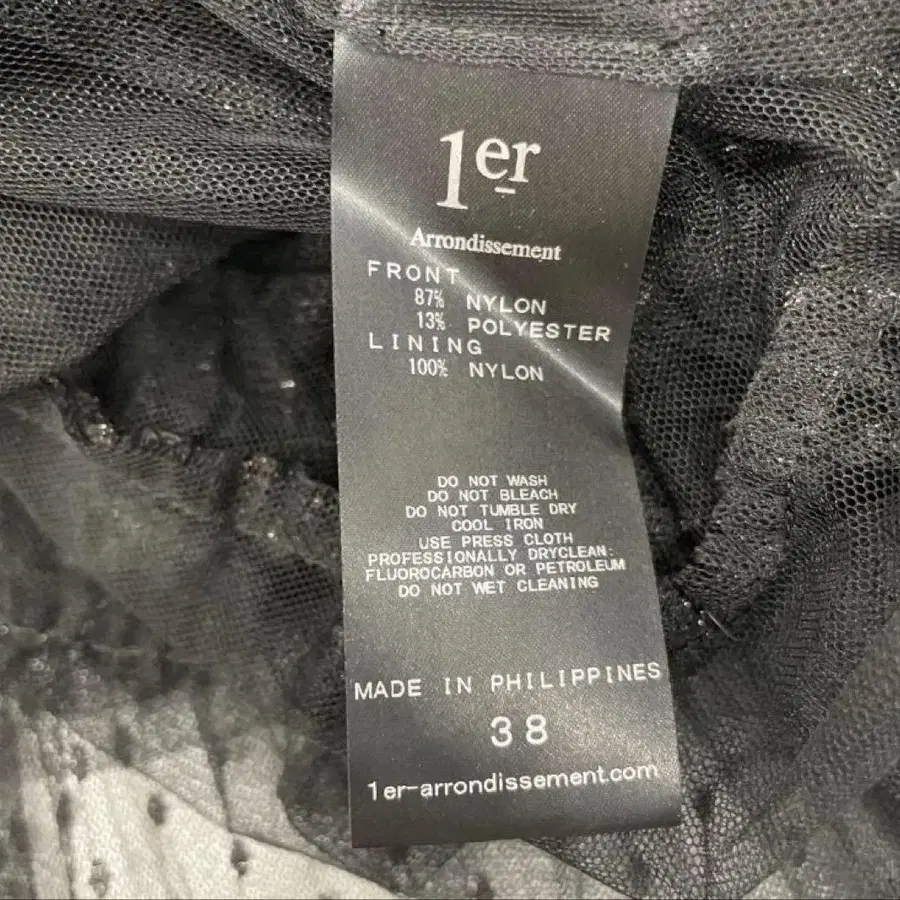 1er
Arrondissement
FRONT
87% NYLON
13% POLYESTER
LINING
100% NYLON
DO NOT WASH
DO NOT BLEACH
DO NOT TUMBLE DRY
COOL IRON
USE PRESS CLOTH
PROFESSIONALLY DRYCLEAN:
FLUOROCARBON OR PETROLEUM
DO NOT WET CLEANING
MADE IN PHILIPPINES
38
1er-arrondissement.com